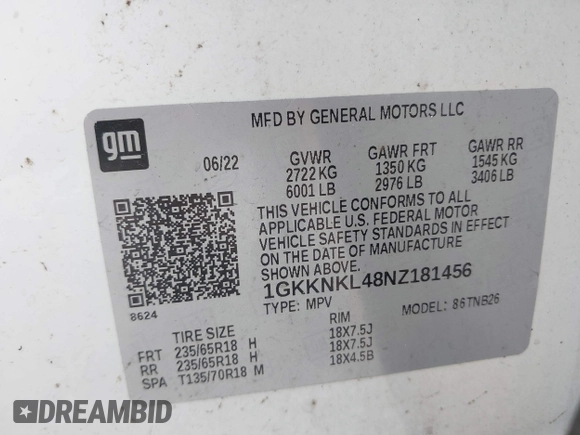 gm
MFD BY GENERAL MOTORS LLC
06/22 GVWR GAWR FRT GAWR RR
2722 KG 1350 KG 1545 KG
6001 LB 2976 LB 3406 LB
THIS VEHICLE CONFORMS TO ALL
APPLICABLE U.S. FEDERAL MOTOR
VEHICLE SAFETY STANDARDS IN EFFECT
ON THE DATE OF MANUFACTURE
SHOWN ABOVE.
1GKKNKL48NZ181456
8624 TYPE: MPV MODEL: 86TNB26
TIRE SIZE RIM
FRT 235/65R18 H 18X7.5J
RR 235/65R18 H 18X7.5J
SPA T135/70R18 M 18X4.5B
DREAMBID